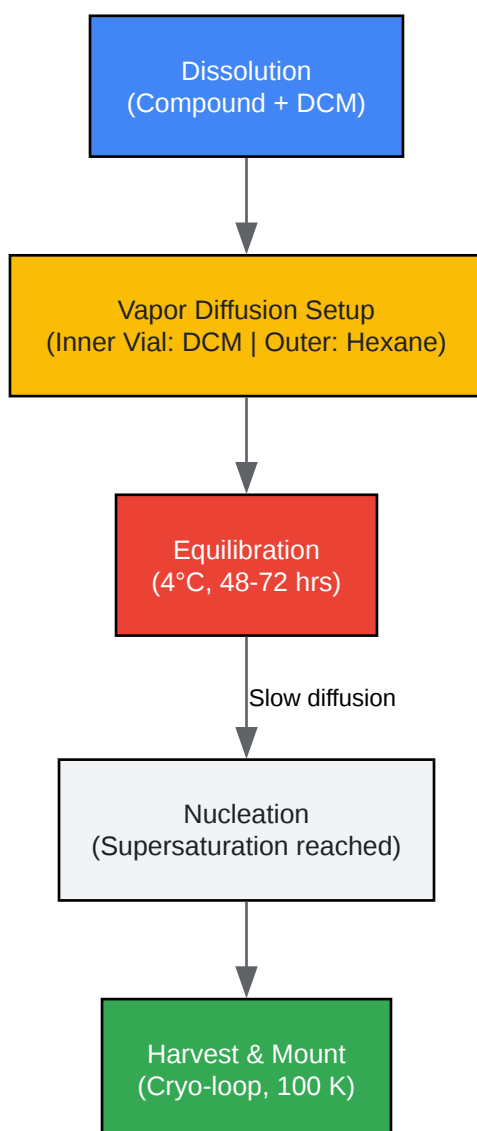 Dissolution
(Compound + DCM)
Vapor Diffusion Setup
(Inner Vial: DCM | Outer: Hexane)
Equilibration
(4°C, 48-72 hrs)
Slow diffusion
Nucleation
(Supersaturation reached)
Harvest & Mount
(Cryo-loop, 100 K)